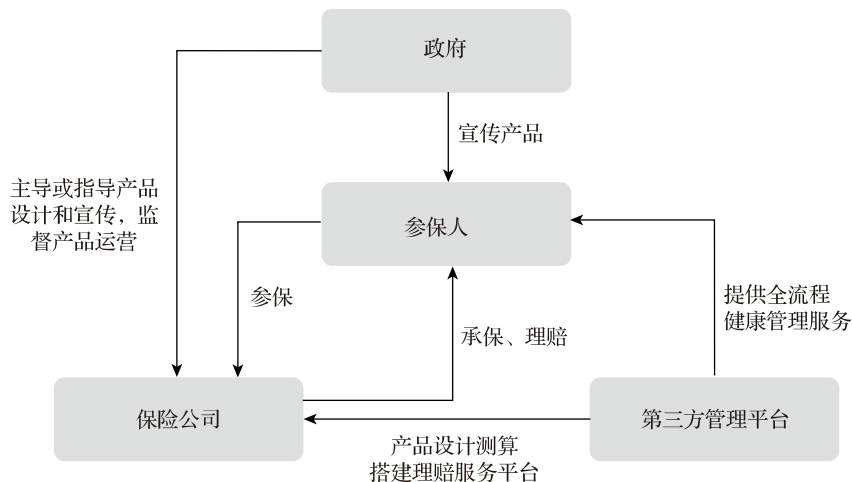 政府
宣传产品
主导或指导产品
设计和宣传，监
督产品运营
参保人
参保
承保、理赔
提供全流程
健康管理服务
保险公司
第三方管理平台
产品设计测算
搭建理赔服务平台